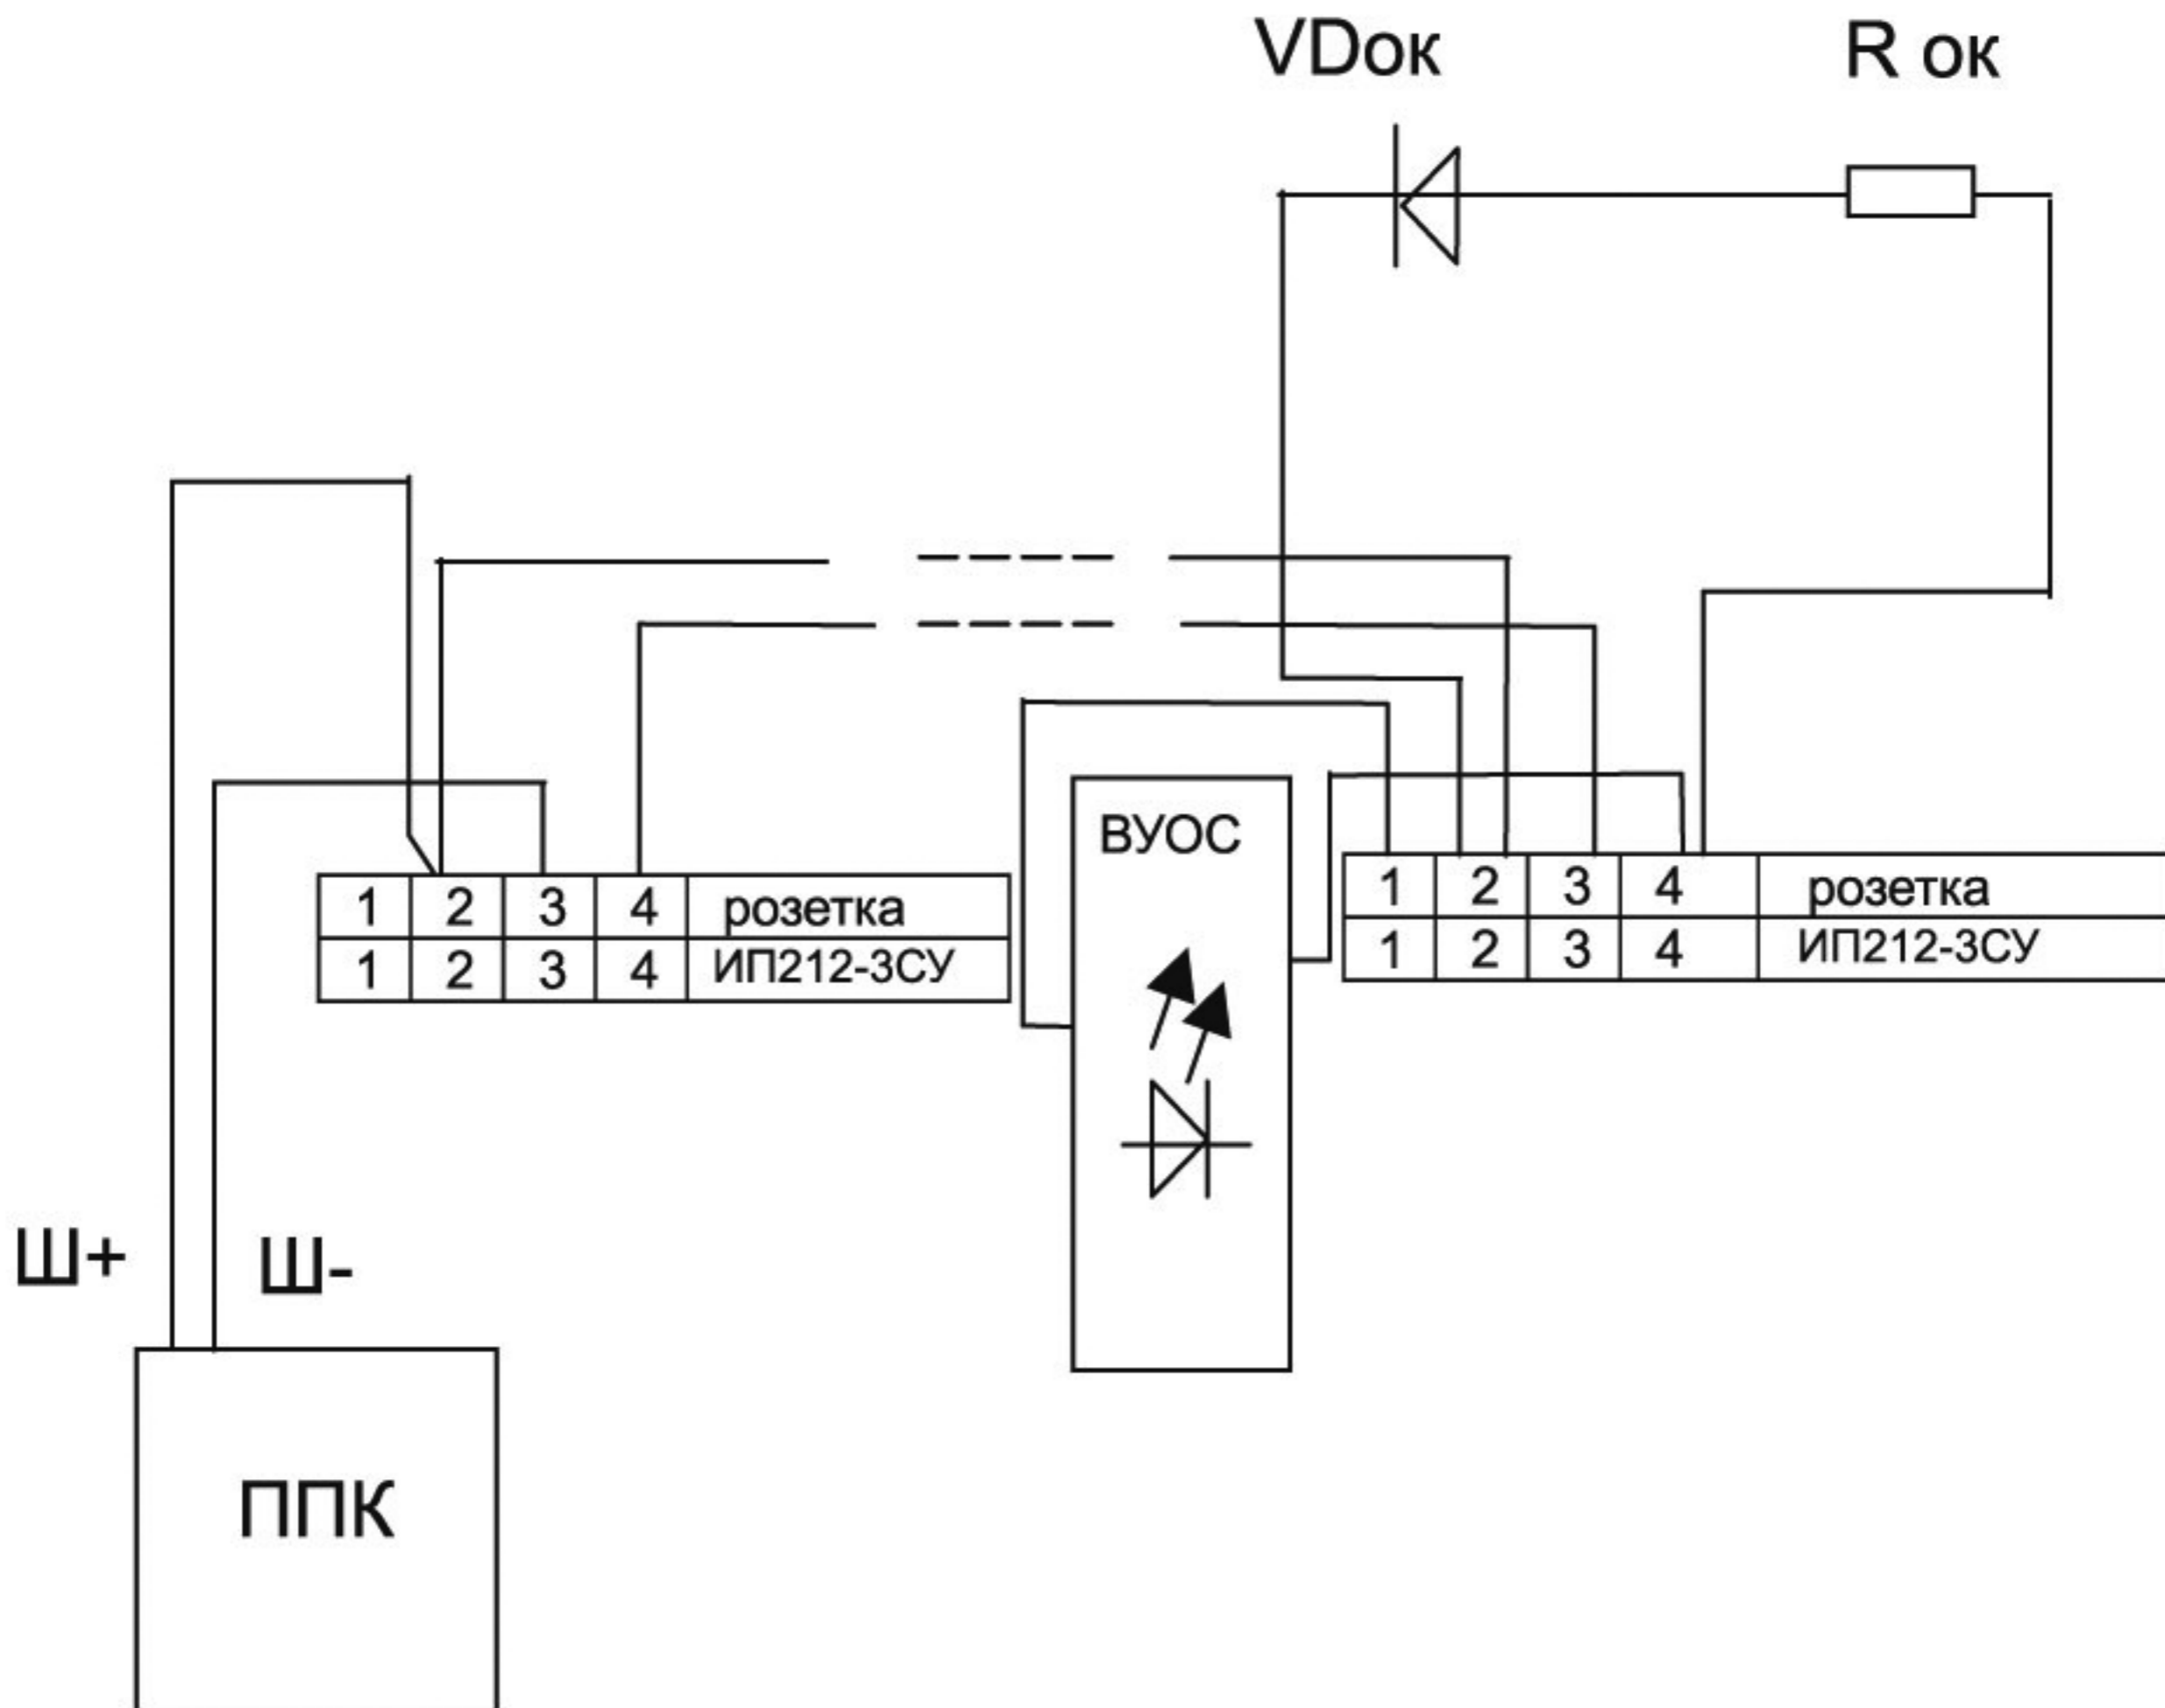 VDок R ок
ВУОС
1 2 3 4 розетка
1 2 3 4 ИП212-3СУ
1 2 3 4 розетка
1 2 3 4 ИП212-3СУ
Ш+
Ш-
ППК